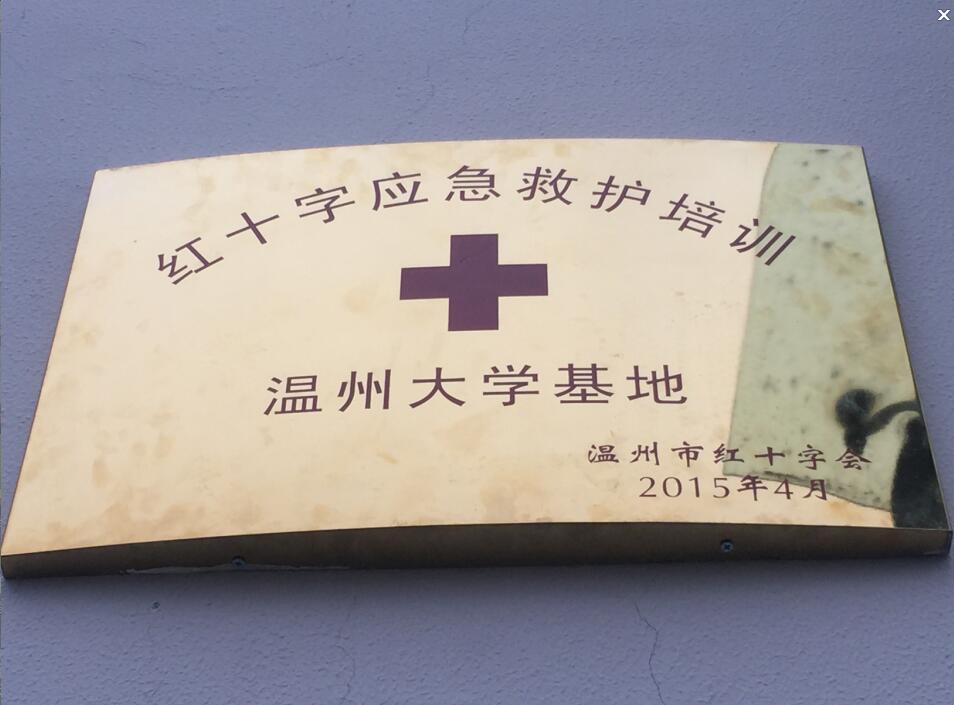 红十字应急救护培训
温州大学基地
温州市红十字会
2015年4月